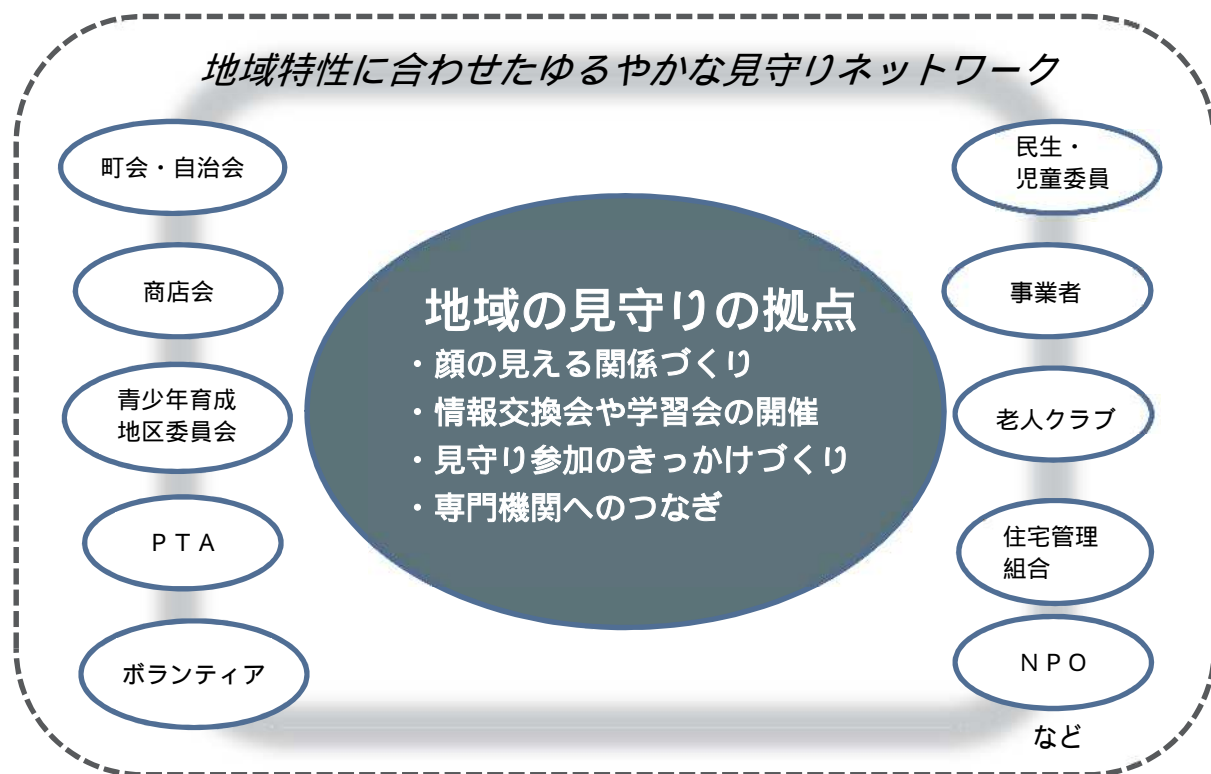 地域特性に合わせたゆるやかな見守りネットワーク
町会・自治会
商店会
青少年育成
地区委員会
ＰＴＡ
ボランティア
地域の見守りの拠点
・顔の見える関係づくり
・情報交換会や学習会の開催
・見守り参加のきっかけづくり
・専門機関へのつなぎ
民生・
児童委員
事業者
老人クラブ
住宅管理
組合
ＮＰＯ
など